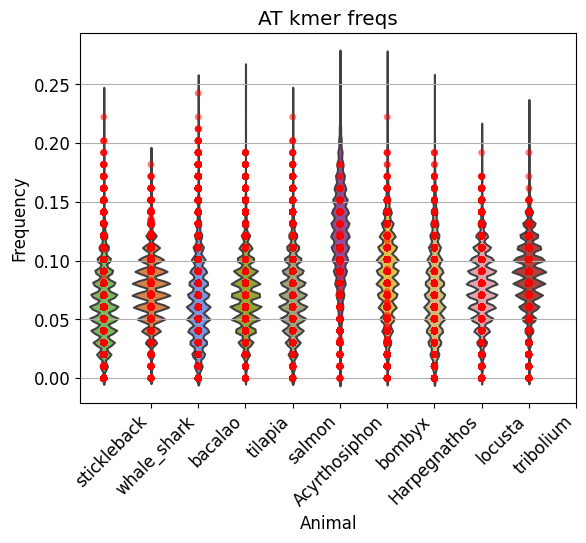 AT kmer freqs
Frequency
0.25
0.20
0.15
0.10
0.05
0.00
stickleback
whale_shark
bacalao
tilapia
salmon
Acyrthosiphon
bombyx
Harpegnathos
locusta
tribolium
Animal